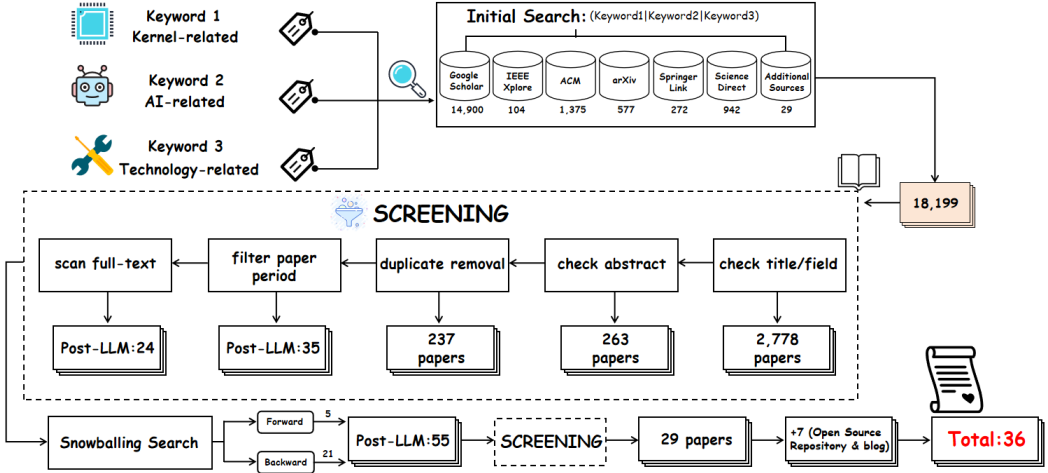 Keyword 1
Kernel-related
Keyword 2
AI-related
Keyword 3
Technology-related
Initial Search: (Keyword1|Keyword2|Keyword3)
Google
Scholar
IEEE
Xplore
ACM
arXiv
Springer
Link
Science
Direct
Additional
Sources
14,900
104
1,375
577
272
942
29
18,199
SCREENING
scan full-text
filter paper
period
duplicate removal
check abstract
check title/field
Post-LLM:24
Post-LLM:35
237
papers
263
papers
2,778
papers
Snowballing Search
Forward
5
Backward
21
Post-LLM:55
SCREENING
29 papers
+7 (Open Source
Repository & blog)
Total:36